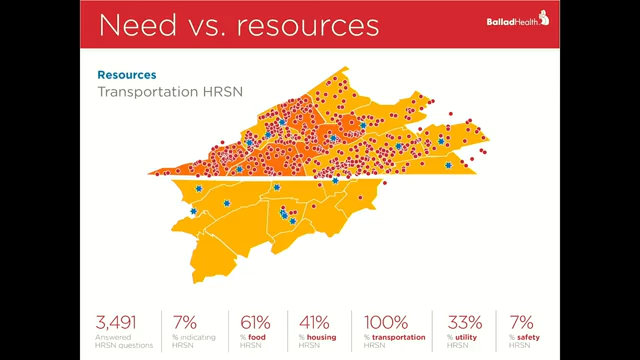 Need vs. resources
BalladHealth
Resources
Transportation HRSN
3,491
Answered
HRSN questions
7%
% indicating
HRSN
61%
% food
HRSN
41%
% housing
HRSN
100%
% transportation
HRSN
33%
% utility
HRSN
7%
% safety
HRSN